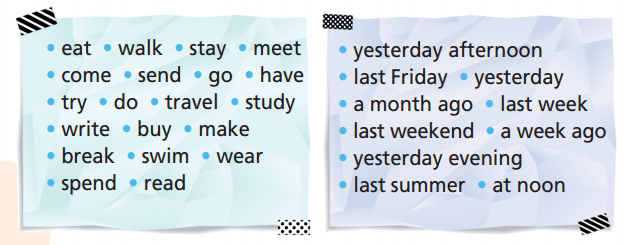 • eat • walk • stay • meet
• come • send • go • have
• try • do • travel • study
• write • buy • make
• break • swim • wear
• spend • read
• yesterday afternoon
• last Friday • yesterday
• a month ago • last week
• last weekend • a week ago
• yesterday evening
• last summer • at noon